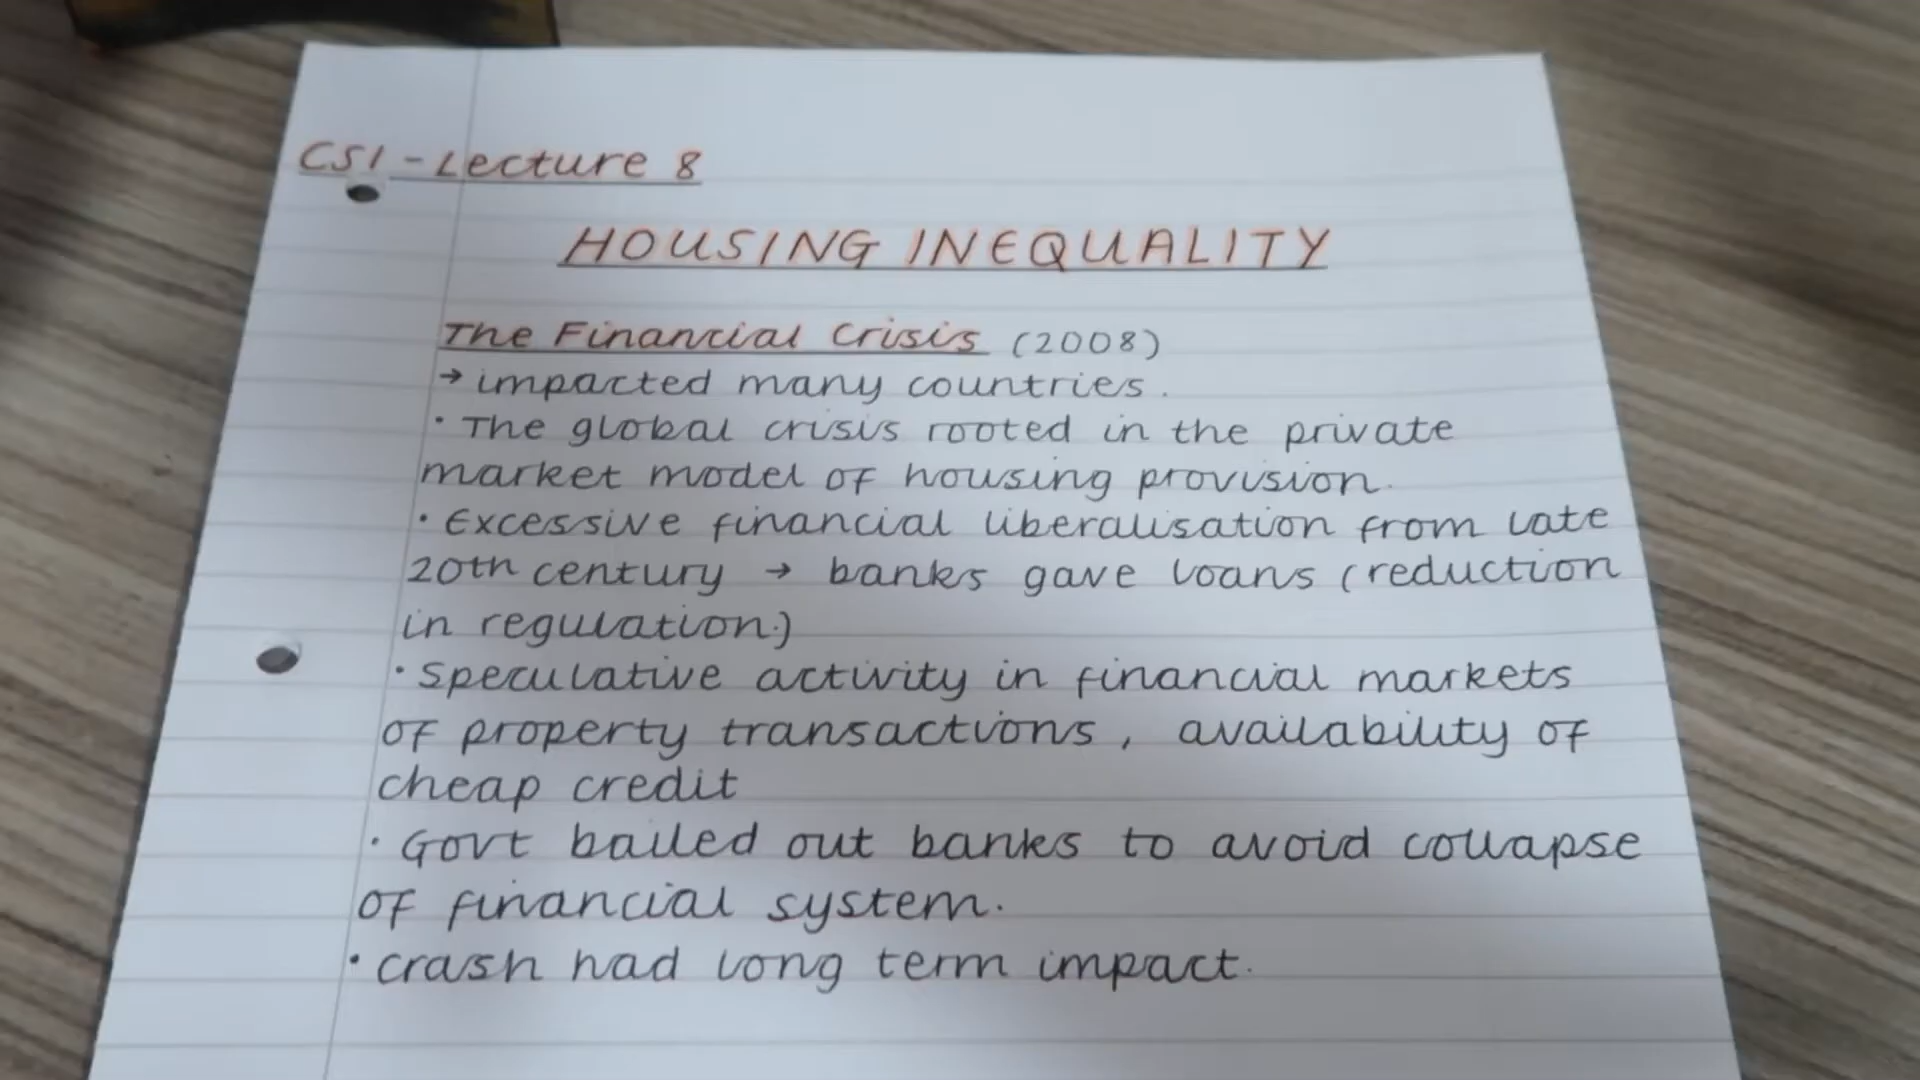 CSI - Lecture 8
HOUSING INEQUALITY
The Financial Crisis (2008)
→ impacted many countries.
• The global crisis rooted in the private
market model of housing provision.
• Excessive financial liberalisation from late
20th century → banks gave loans (reduction
in regulation.)
• Speculative activity in financial markets
of property transactions, availability of
cheap credit
• Govt bailed out banks to avoid collapse
of financial system.
• crash had long term impact.